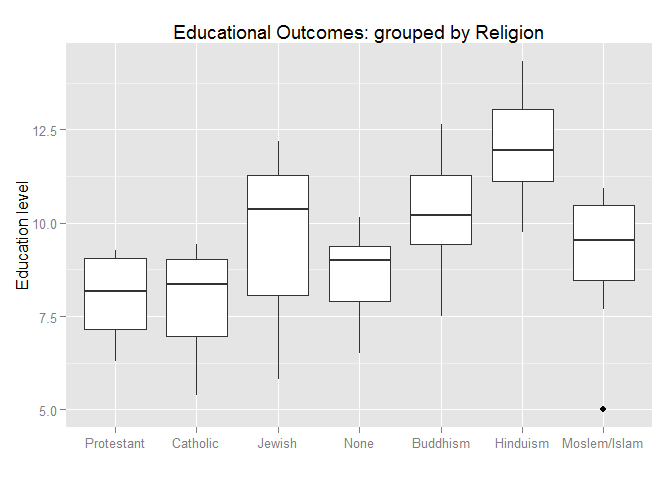 Educational Outcomes: grouped by Religion
Education level
12.5
10.0
7.5
5.0
Protestant Catholic Jewish None Buddhism Hinduism Moslem/Islam